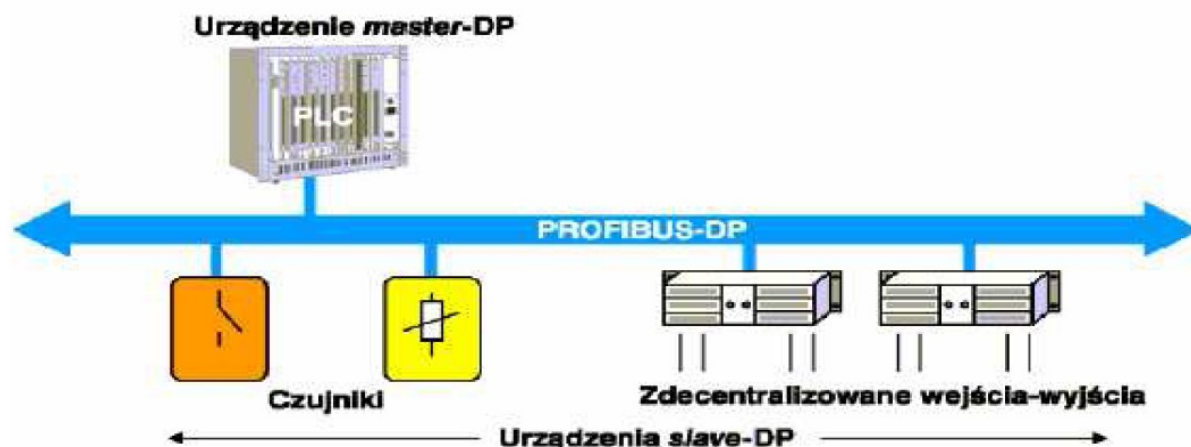 Urządzenie master-DP
PLC
PROFIBUS-DP
Czujniki
Zdecentralizowane wejścia-wyjścia
Urządzenia slave-DP